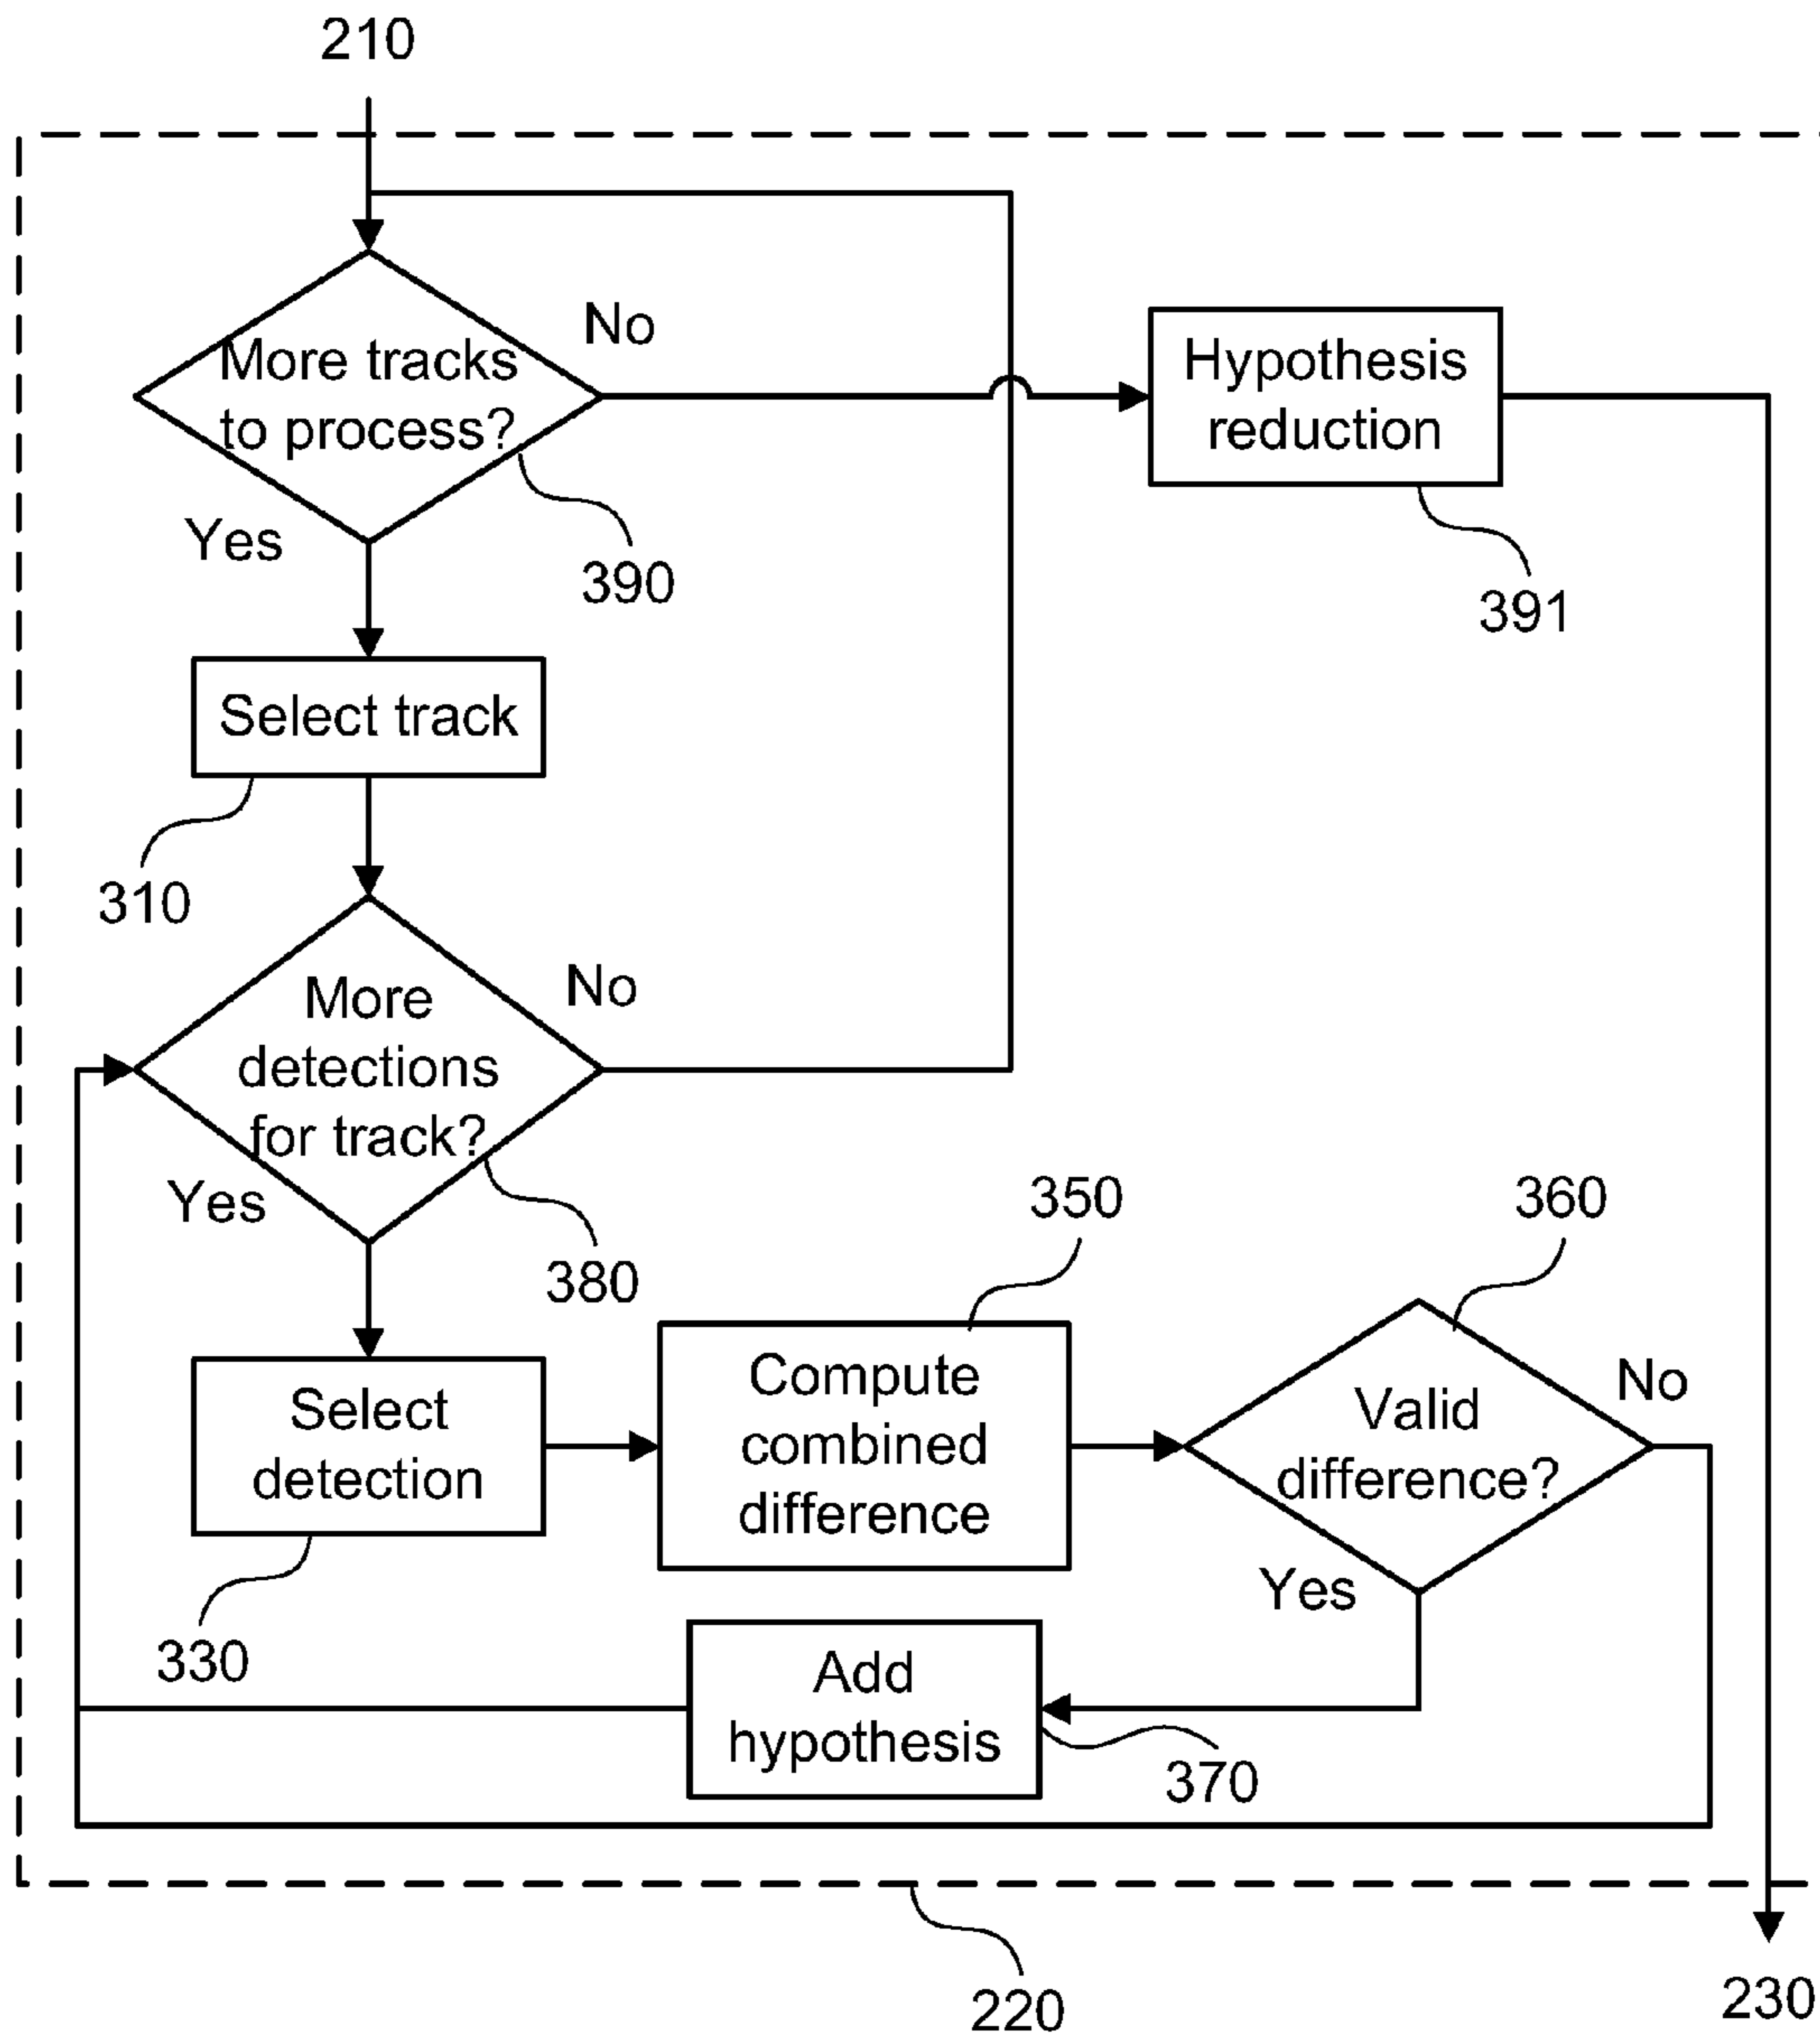 210
No
More tracks
to process?
Hypothesis
reduction
Yes
390
391
Select track
310
More
detections
for track?
No
Yes
380
350
360
Select
detection
Compute
combined
difference
Valid
difference?
No
Yes
330
Add
hypothesis
370
220
230